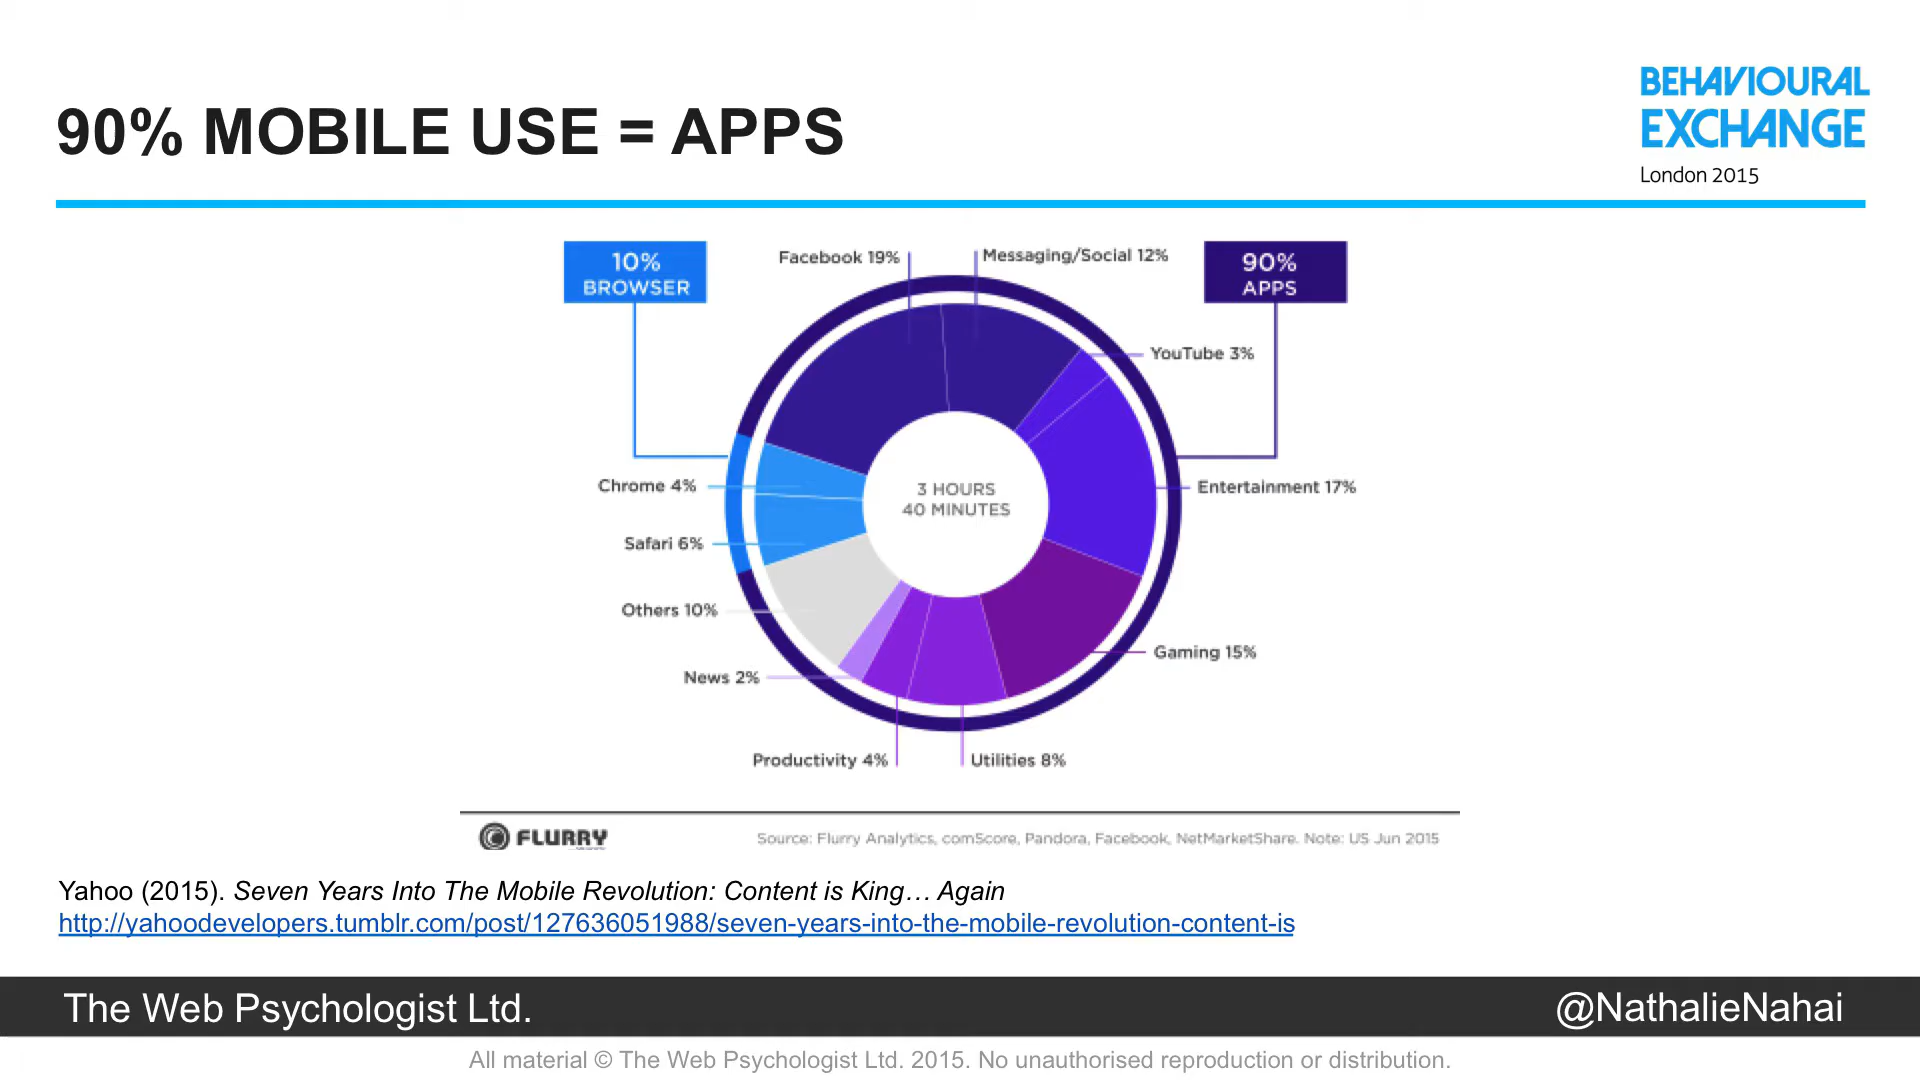 90% MOBILE USE = APPS
BEHAVIOURAL
EXCHANGE
London 2015
10%
BROWSER
Facebook 19%
Messaging/Social 12%
90%
APPS
YouTube 3%
Chrome 4%
Entertainment 17%
3 HOURS
40 MINUTES
Safari 6%
Others 10%
Gaming 15%
News 2%
Productivity 4%
Utilities 8%
FLURRY
Source: Flurry Analytics, comScore, Pandora, Facebook, NetMarketShare. Note: US Jun 2015
Yahoo (2015). Seven Years Into The Mobile Revolution: Content is King… Again
http://yahoodevelopers.tumblr.com/post/127636051988/seven-years-into-the-mobile-revolution-content-is
The Web Psychologist Ltd.
@NathalieNahai
All material © The Web Psychologist Ltd. 2015. No unauthorised reproduction or distribution.